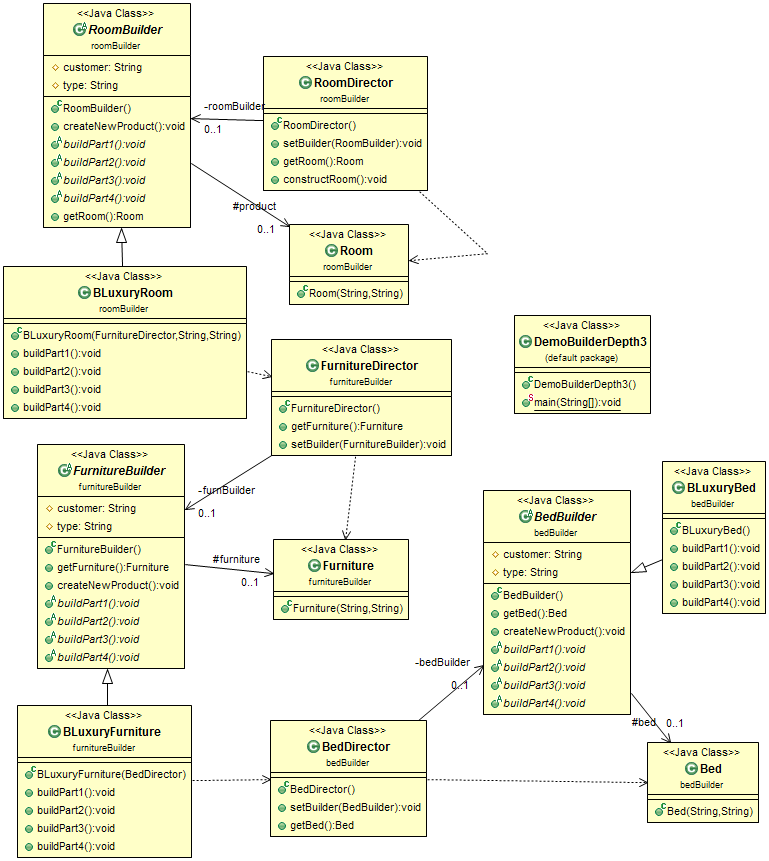 <<Java Class>>
RoomBuilder
roomBuilder
customer: String
type: String
RoomBuilder()
createNewProduct():void
buildPart1():void
buildPart2():void
buildPart3():void
buildPart4():void
getRoom():Room
<<Java Class>>
RoomDirector
roomBuilder
RoomDirector()
setBuilder(RoomBuilder):void
getRoom():Room
constructRoom():void
-roomBuilder
0..1
#product
0..1
<<Java Class>>
Room
roomBuilder
Room(String,String)
<<Java Class>>
BLuxuryRoom
roomBuilder
BLuxuryRoom(FurnitureDirector,String,String)
buildPart1():void
buildPart2():void
buildPart3():void
buildPart4():void
<<Java Class>>
DemoBuilderDepth3
(default package)
DemoBuilderDepth3()
main(String[]):void
<<Java Class>>
FurnitureDirector
furnitureBuilder
FurnitureDirector()
getFurniture():Furniture
setBuilder(FurnitureBuilder):void
-furnBuilder
0..1
<<Java Class>>
FurnitureBuilder
furnitureBuilder
customer: String
type: String
FurnitureBuilder()
getFurniture():Furniture
createNewProduct():void
buildPart1():void
buildPart2():void
buildPart3():void
buildPart4():void
#furniture
0..1
<<Java Class>>
Furniture
furnitureBuilder
Furniture(String,String)
<<Java Class>>
BedBuilder
bedBuilder
customer: String
type: String
BedBuilder()
getBed():Bed
createNewProduct():void
buildPart1():void
buildPart2():void
buildPart3():void
buildPart4():void
<<Java Class>>
BLuxuryBed
bedBuilder
BLuxuryBed()
buildPart1():void
buildPart2():void
buildPart3():void
buildPart4():void
-bedBuilder
0..1
#bed
0..1
<<Java Class>>
BLuxuryFurniture
furnitureBuilder
BLuxuryFurniture(BedDirector)
buildPart1():void
buildPart2():void
buildPart3():void
buildPart4():void
<<Java Class>>
BedDirector
bedBuilder
BedDirector()
setBuilder(BedBuilder):void
getBed():Bed
<<Java Class>>
Bed
bedBuilder
Bed(String,String)